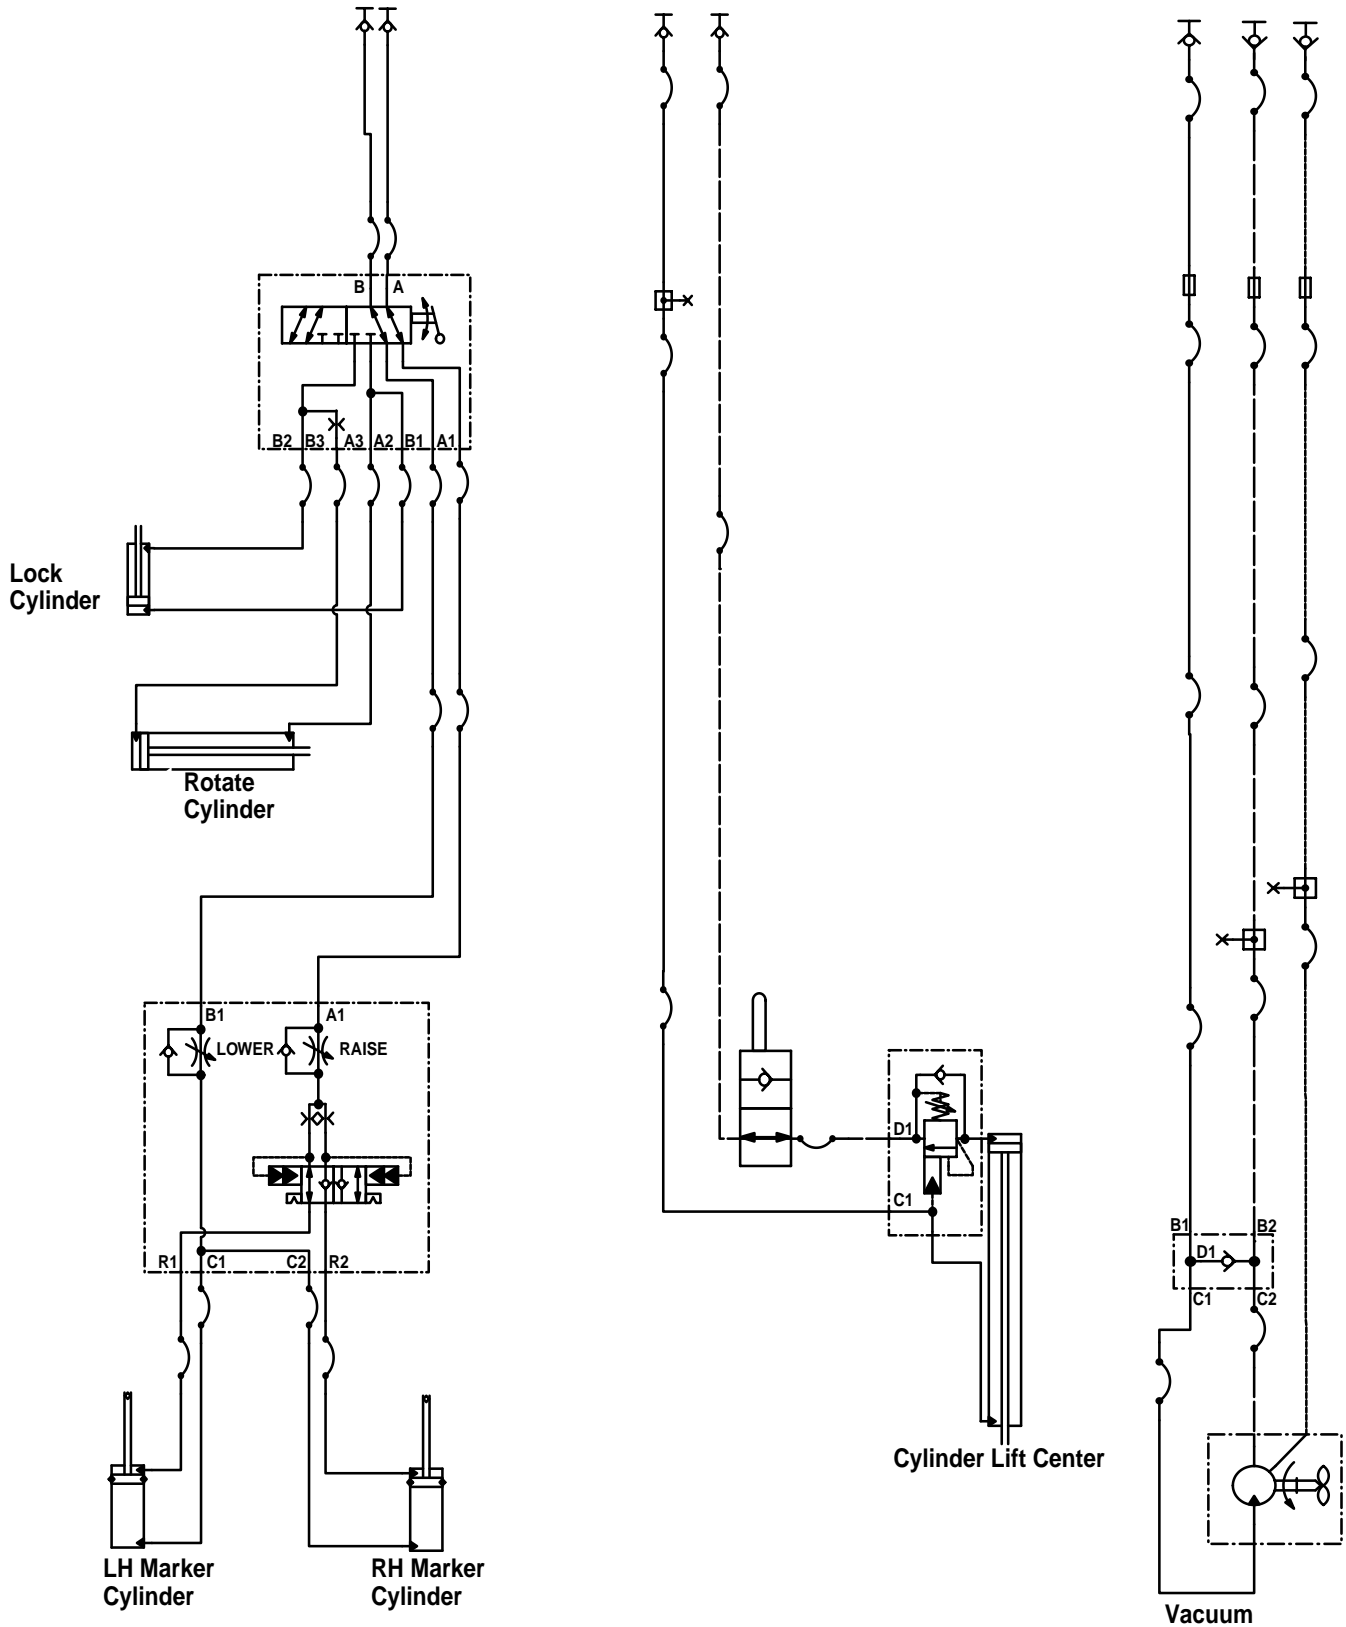 B A
B2 B3 A3 A2 B1 A1
Lock
Cylinder
Rotate
Cylinder
B1 A1
LOWER RAISE
R1 C1 C2 R2
LH Marker
Cylinder
RH Marker
Cylinder
D1
C1
Cylinder Lift Center
B1 B2
D1
C1 C2
Vacuum